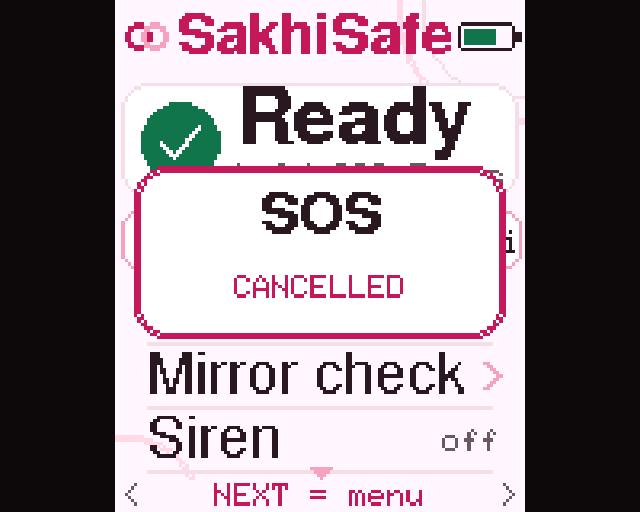 SakhiSafe
Ready
SOS
CANCELLED
Mirror check
Siren off
NEXT = menu